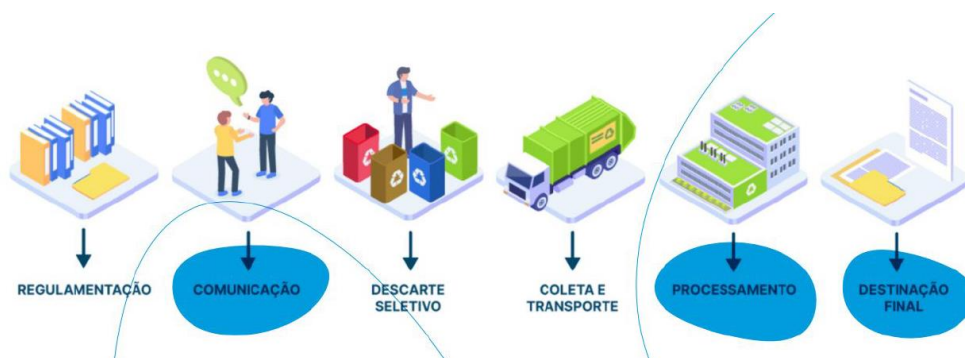 REGULAMENTAÇÃO
COMUNICAÇÃO
DESCARTE
SELETIVO
COLETA E
TRANSPORTE
PROCESSAMENTO
DESTINAÇÃO
FINAL